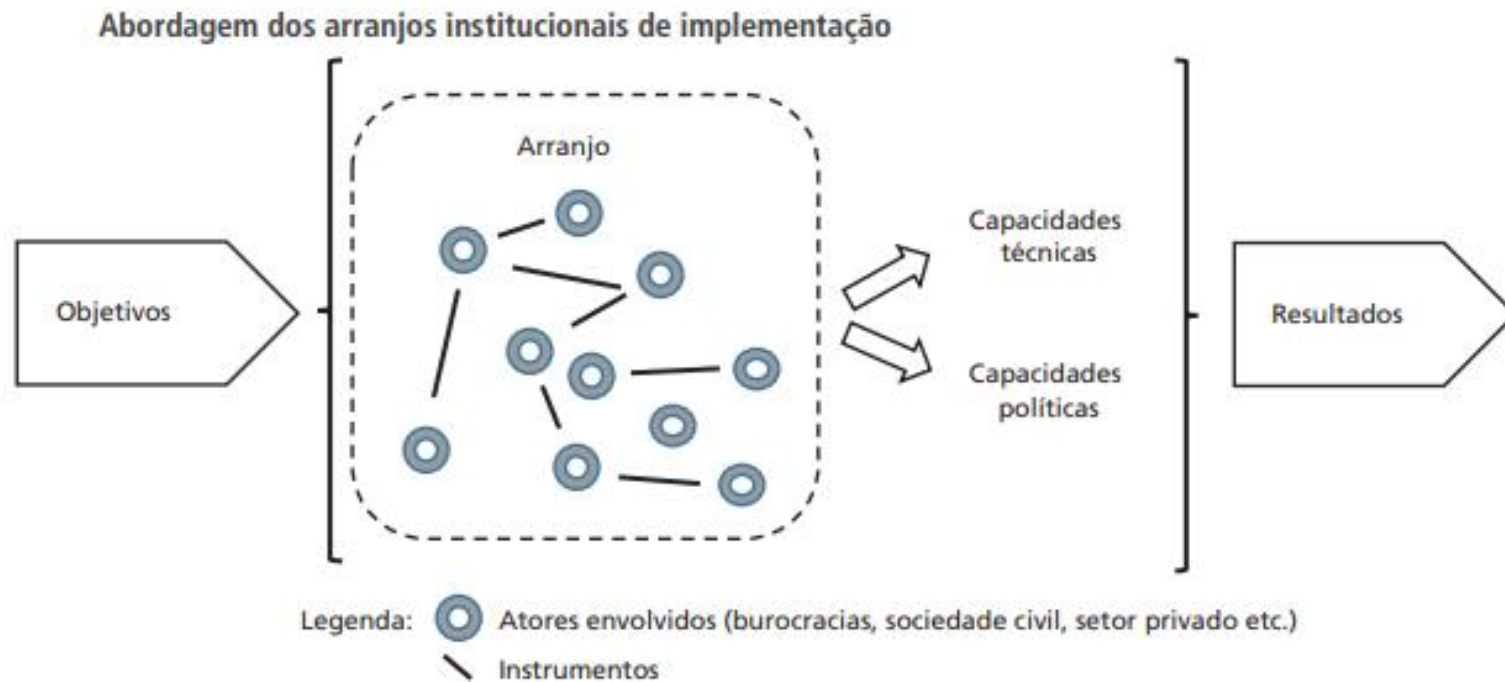 Abordagem dos arranjos institucionais de implementação
Arranjo
Objetivos
Capacidades
técnicas
Capacidades
políticas
Resultados
Legenda:
Atores envolvidos (burocracias, sociedade civil, setor privado etc.)
Instrumentos